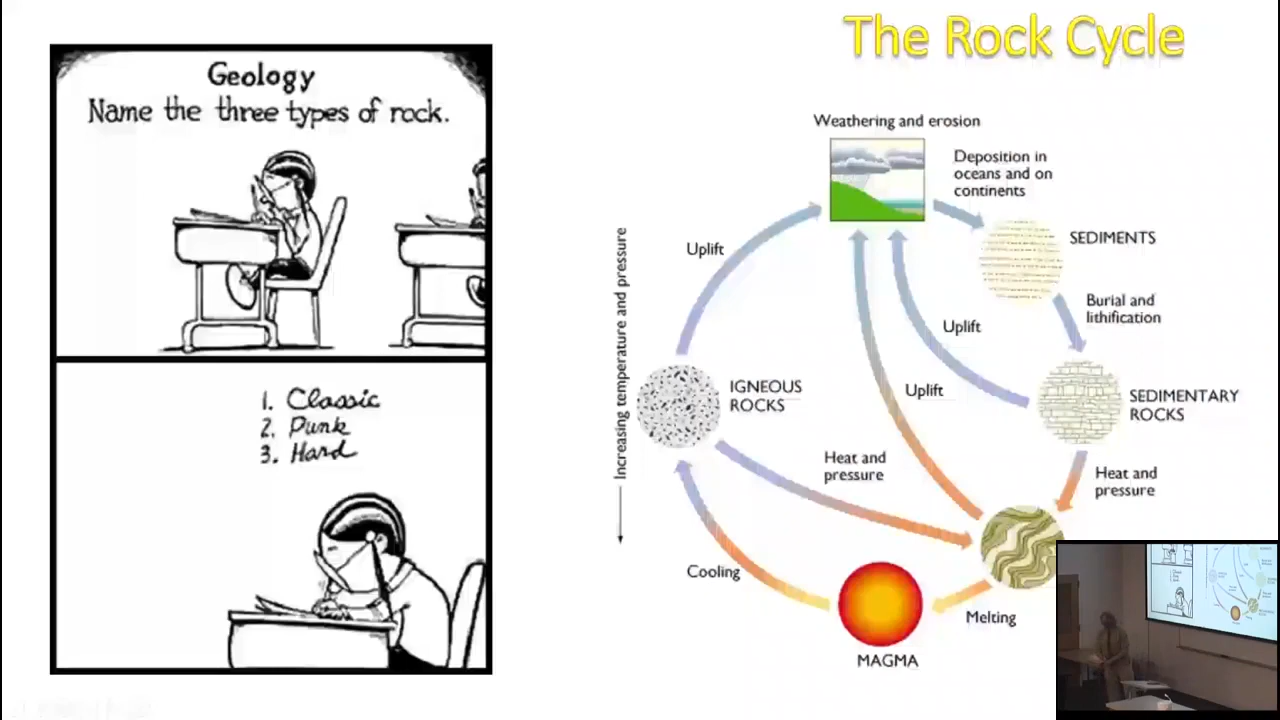 The Rock Cycle
Geology
Name the three types of rock.
1. Classic
2. Punk
3. Hard
Weathering and erosion
Deposition in
oceans and on
continents
SEDIMENTS
Uplift
Increasing temperature and pressure
Burial and
lithification
Uplift
IGNEOUS
ROCKS
Uplift
SEDIMENTARY
ROCKS
Heat and
pressure
Heat and
pressure
Cooling
Melting
MAGMA